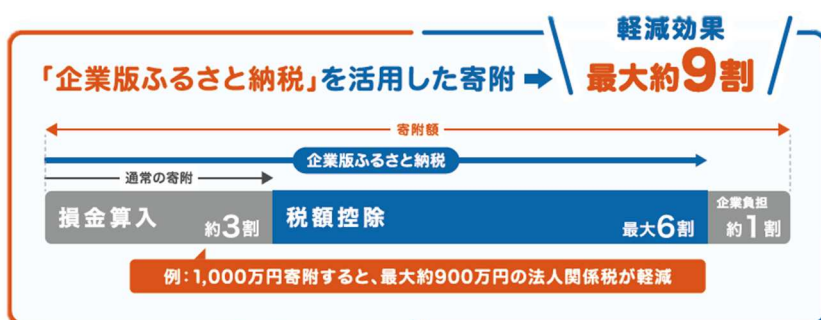 軽減効果
「企業版ふるさと納税」を活用した寄附
最大約9割
寄附額
企業版ふるさと納税
通常の寄附
損金算入 約3割
税額控除 最大6割
企業負担
約1割
例:1,000万円寄附すると、最大約900万円の法人関係税が軽減